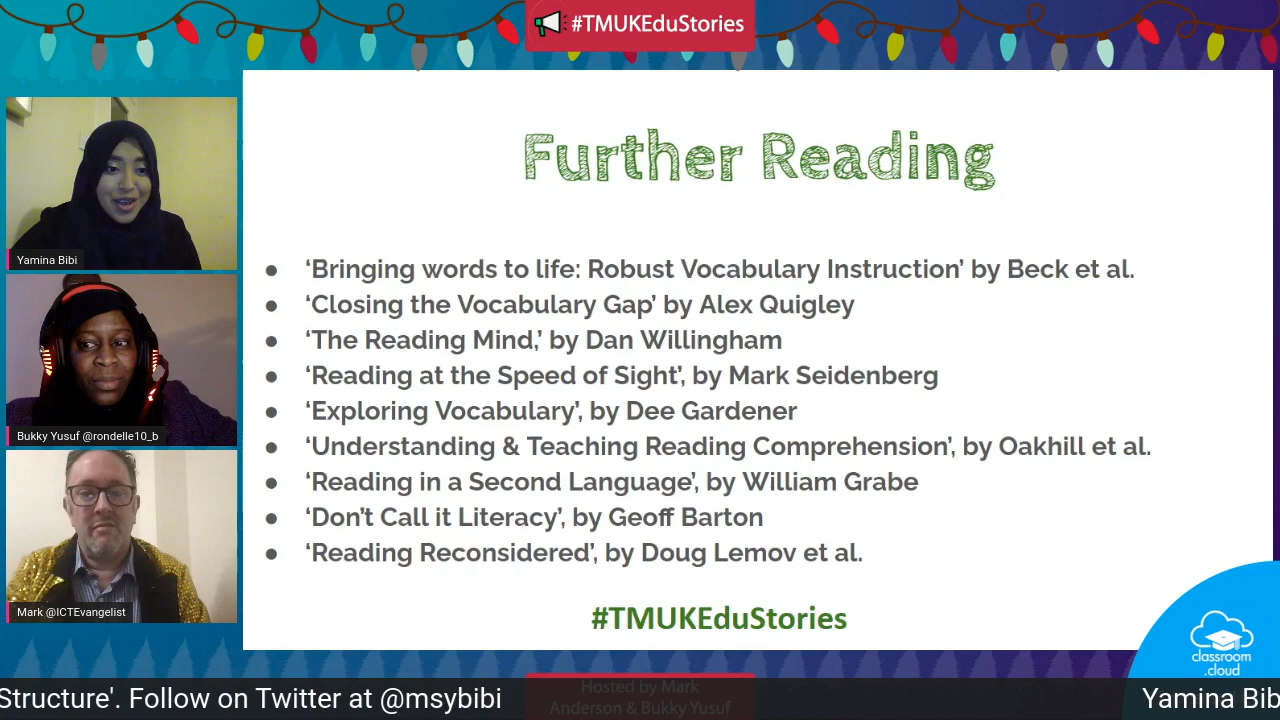 #TMUKEduStories
Further Reading
Yamina Bibi
● ‘Bringing words to life: Robust Vocabulary Instruction’ by Beck et al.
● ‘Closing the Vocabulary Gap’ by Alex Quigley
● ‘The Reading Mind,’ by Dan Willingham
● ‘Reading at the Speed of Sight’, by Mark Seidenberg
● ‘Exploring Vocabulary’, by Dee Gardener
Bukky Yusuf @rondelle10_b
● ‘Understanding & Teaching Reading Comprehension’, by Oakhill et al.
● ‘Reading in a Second Language’, by William Grabe
● ‘Don’t Call it Literacy’, by Geoff Barton
● ‘Reading Reconsidered’, by Doug Lemov et al.
Mark @ICTEvangelist
#TMUKEduStories
classroom
.cloud
Hosted by Mark
Anderson & Bukky Yusuf
Structure'. Follow on Twitter at @msybibi
Yamina Bib